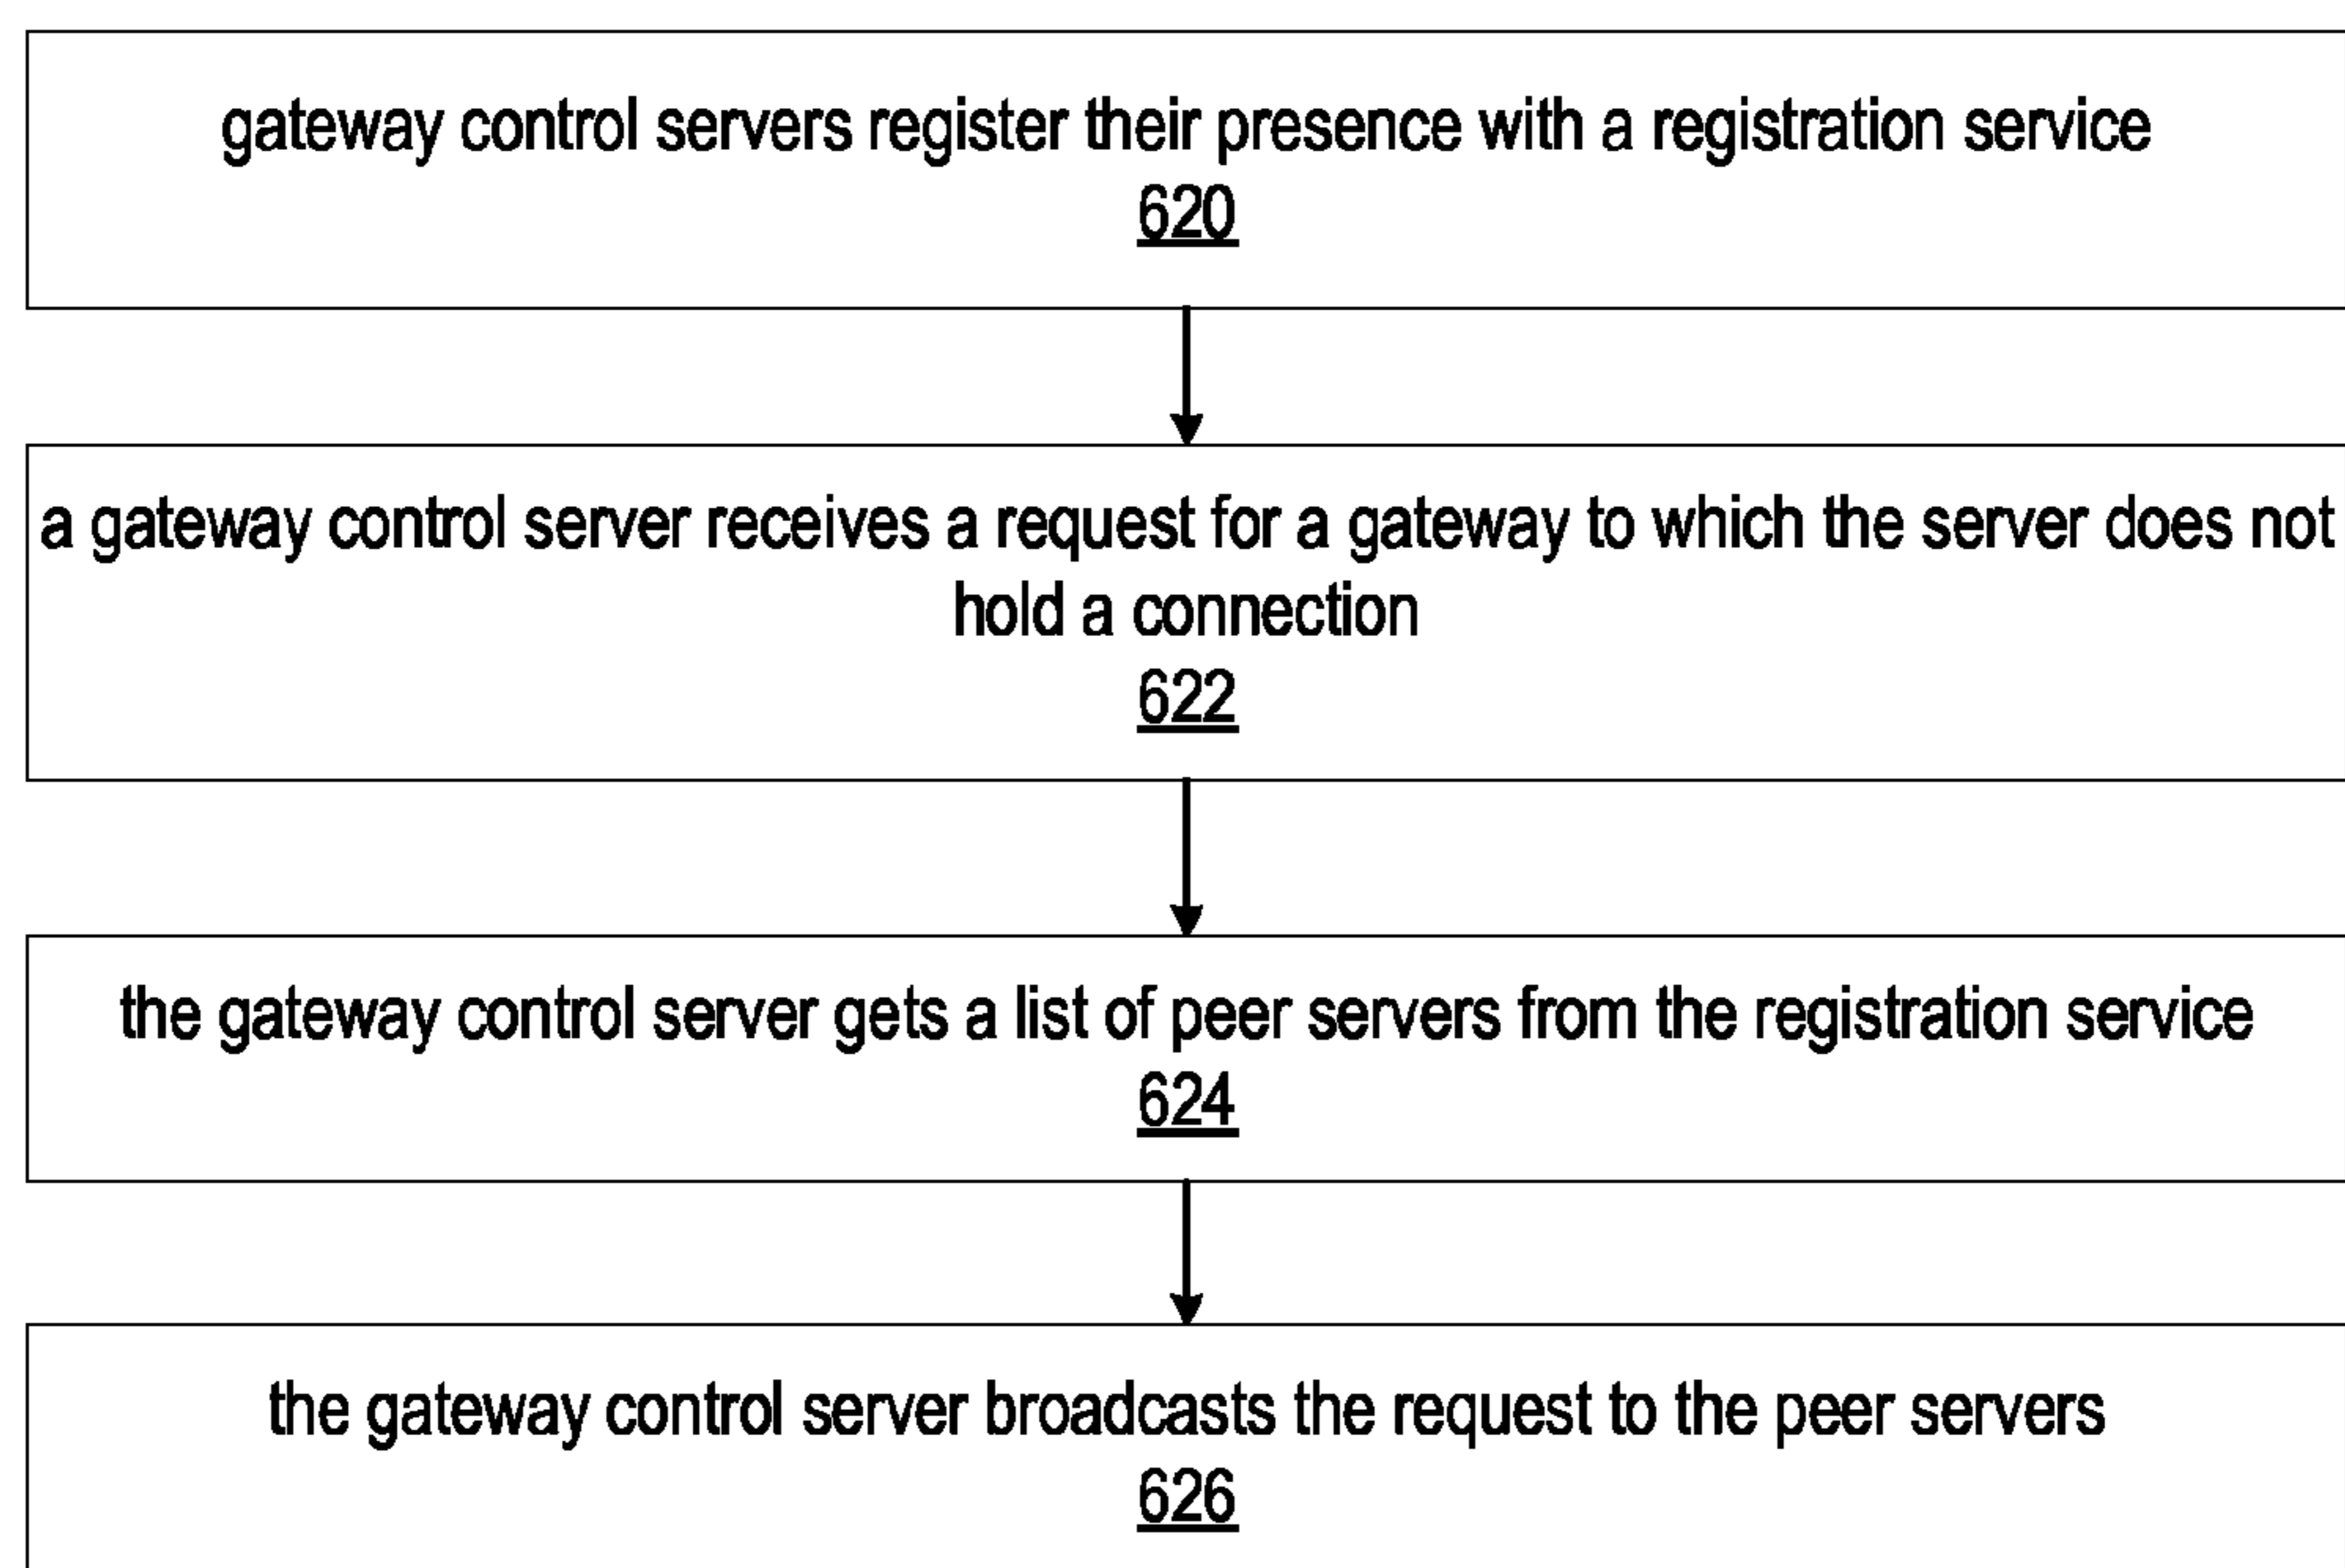 gateway control servers register their presence with a registration service
620
a gateway control server receives a request for a gateway to which the server does not
hold a connection
622
the gateway control server gets a list of peer servers from the registration service
624
the gateway control server broadcasts the request to the peer servers
626